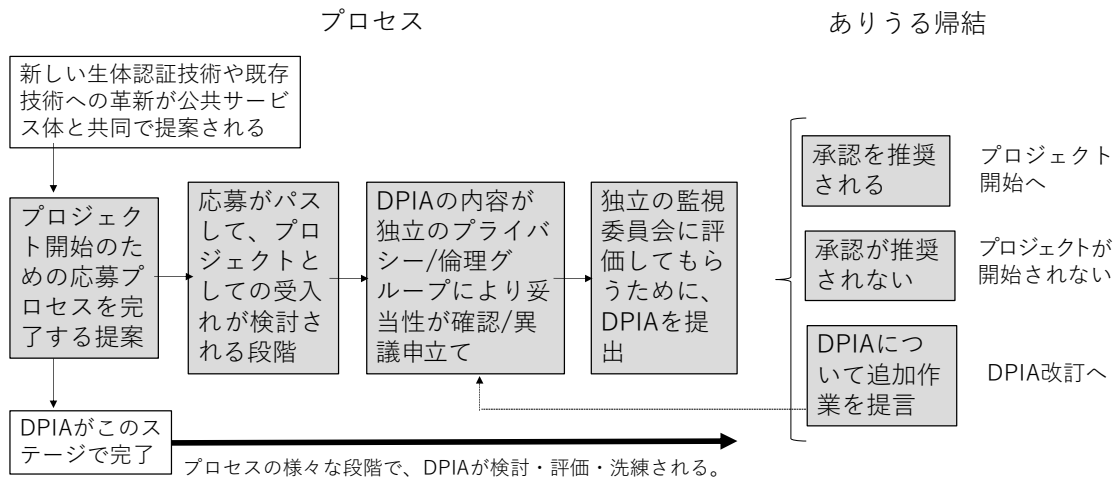 プロセス
ありうる帰結
新しい生体認証技術や既存
技術への革新が公共サービ
ス体と共同で提案される
プロジェク
ト開始のた
めの応募プ
ロセスを完
了する提案
応募がパス
して、プロ
ジェクトと
しての受入
れが検討さ
れる段階
DPIAの内容が
独立のプライバ
シー/倫理グ
ループにより妥
当性が確認/異
議申立て
独立の監視
委員会に評
価してもら
うために、
DPIAを提
出
承認を推奨
される
プロジェクト
開始へ
承認が推奨
されない
プロジェクトが
開始されない
DPIAにつ
いて追加作
業を提言
DPIA改訂へ
DPIAがこのス
テージで完了
プロセスの様々な段階で、DPIAが検討・評価・洗練される。